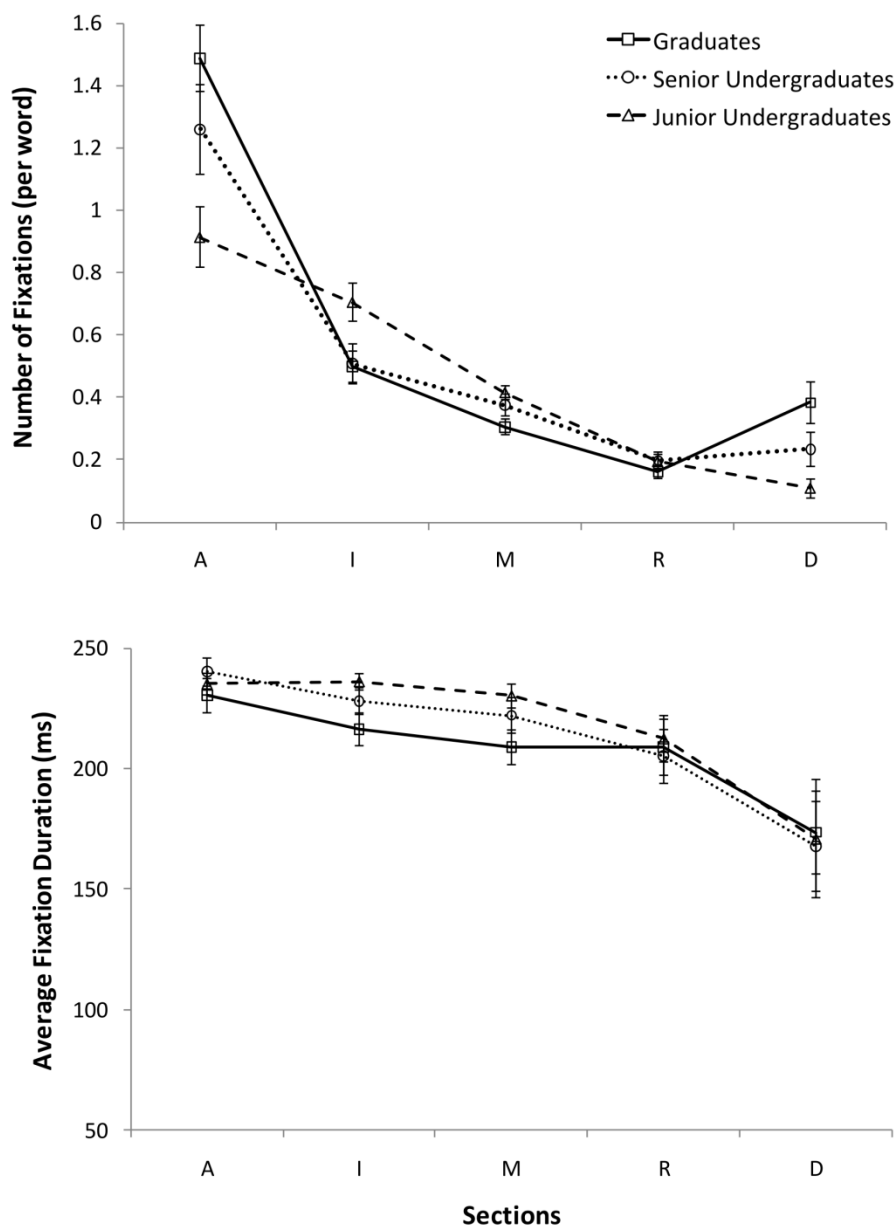 1.6
1.4
1.2
1
0.8
0.6
0.4
0.2
0
Number of Fixations (per word)
Graduates
Senior Undergraduates
Junior Undergraduates
A I M R D
250
200
150
100
50
Average Fixation Duration (ms)
A I M R D
Sections